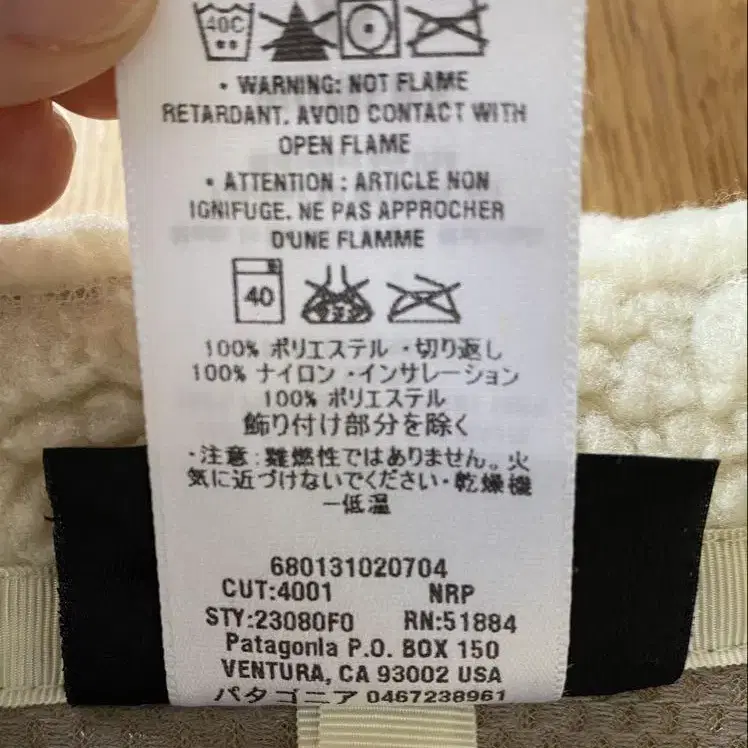 40C
• WARNING: NOT FLAME
RETARDANT. AVOID CONTACT WITH
OPEN FLAME
• ATTENTION : ARTICLE NON
IGNIFUGE. NE PAS APPROCHER
D'UNE FLAMME
40
100% ポリエステル ・切り返し
100% ナイロン ・インサレーション
100% ポリエステル
飾り付け部分を除く
・注意：難燃性ではありません。火
気に近づけないでください・乾燥機
ー低温
680131020704
CUT:4001 NRP
STY:23080F0 RN:51884
Patagonia P.O. BOX 150
VENTURA, CA 93002 USA
パタゴニア 0467238961